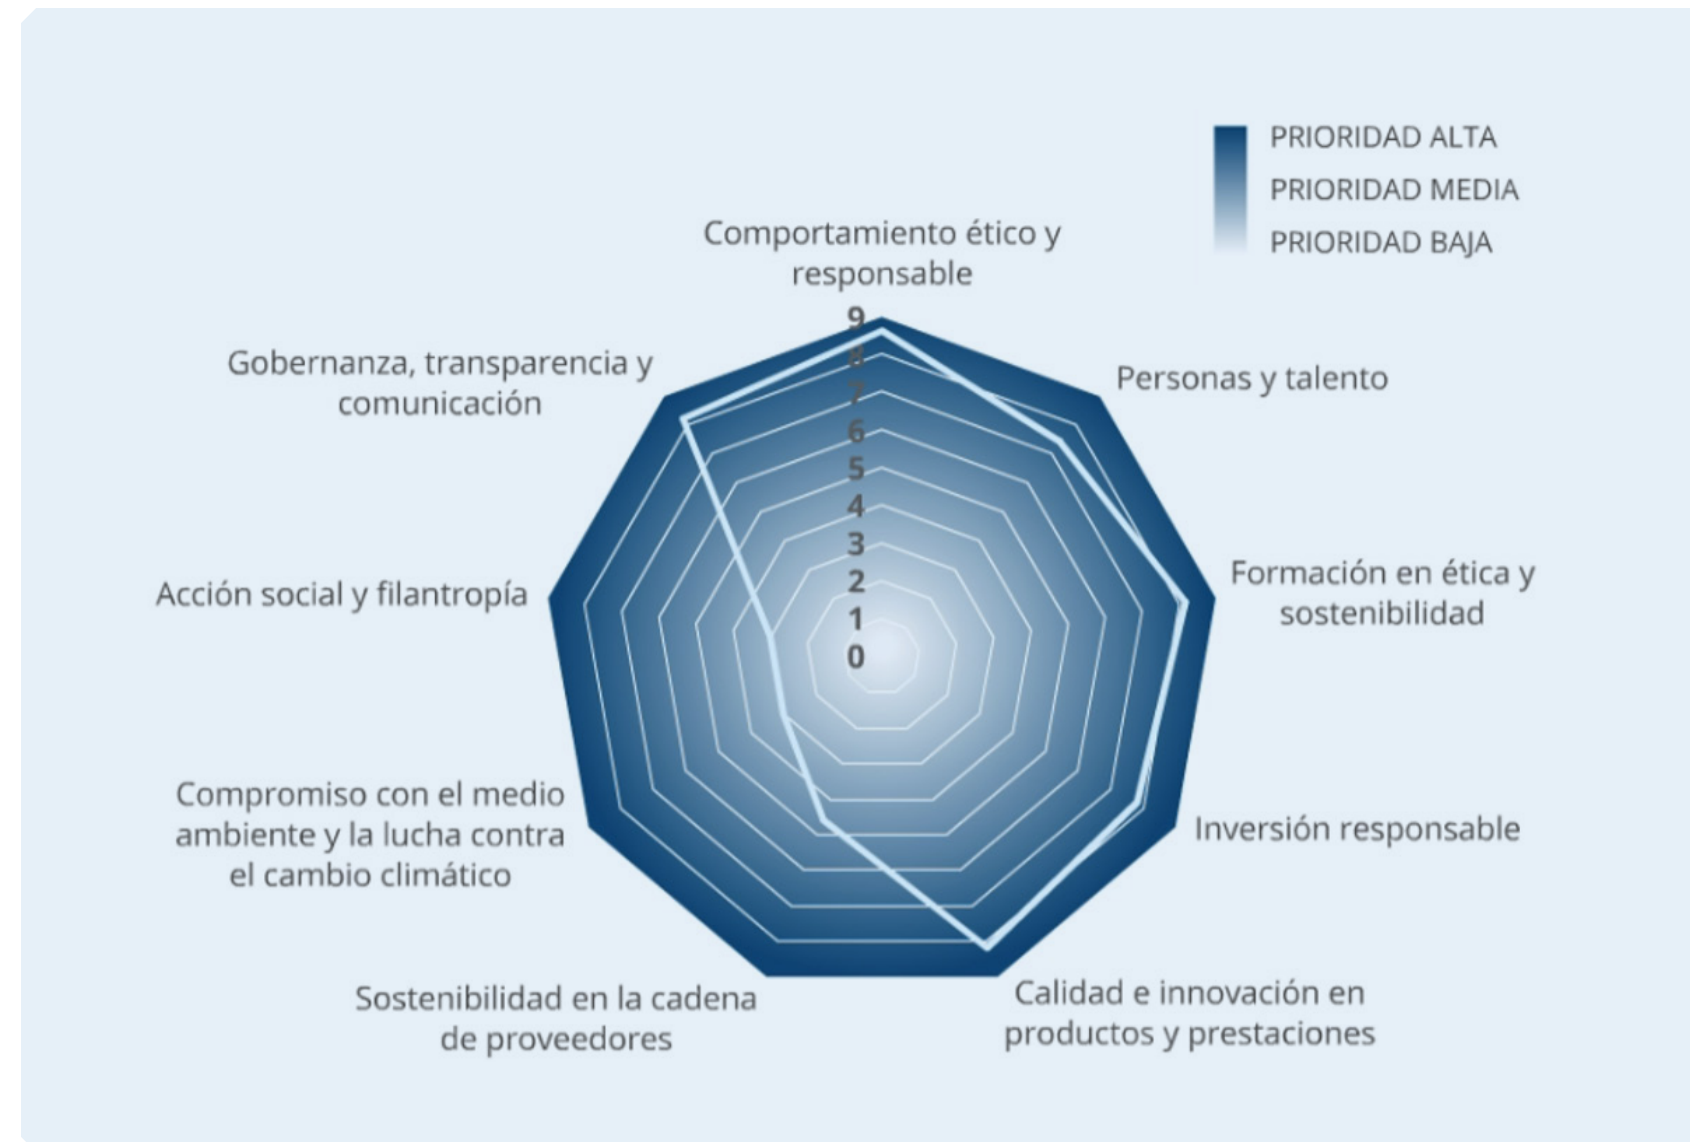 PRIORIDAD ALTA
PRIORIDAD MEDIA
PRIORIDAD BAJA
Comportamiento ético y
responsable
9
8
7
6
5
4
3
2
1
0
Gobernanza, transparencia y
comunicación
Personas y talento
Acción social y filantropía
Formación en ética y
sostenibilidad
Compromiso con el medio
ambiente y la lucha contra
el cambio climático
Inversión responsable
Sostenibilidad en la cadena
de proveedores
Calidad e innovación en
productos y prestaciones